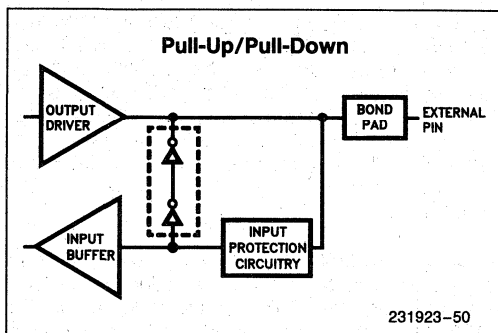 Pull-Up/Pull-Down
OUTPUT
DRIVER
BOND
PAD
EXTERNAL
PIN
INPUT
BUFFER
INPUT
PROTECTION
CIRCUITRY
231923-50